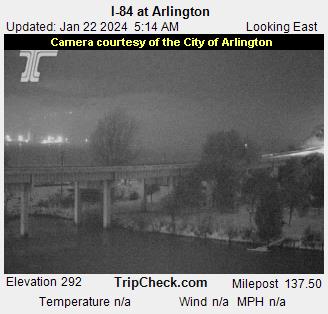 I-84 at Arlington
Updated: Jan 22 2024 5:14 AM Looking East
Camera courtesy of the City of Arlington
Elevation 292 TripCheck.com Milepost 137.50
Temperature n/a Wind n/a MPH n/a